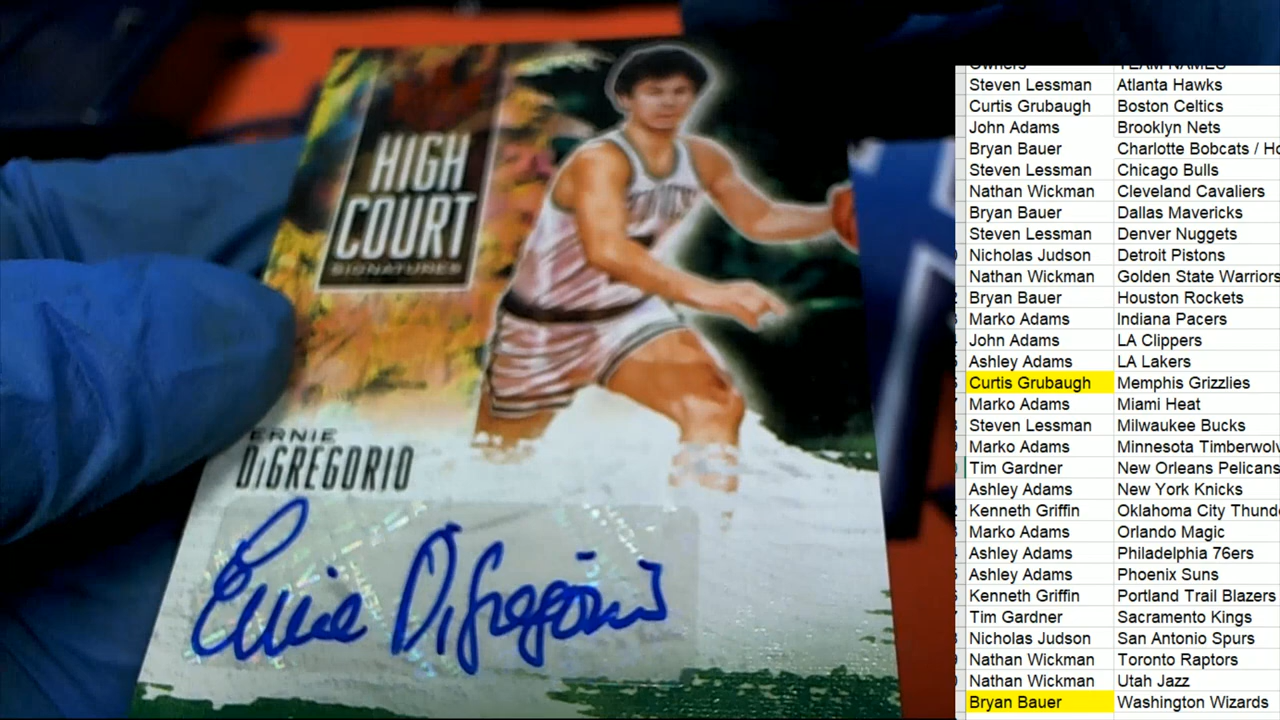 HIGH
COURT
SIGNATURES
ERNIE
DiGREGORIO
Ernie DiGregorio
Owners TEAM NAMES
Steven Lessman Atlanta Hawks
Curtis Grubaugh Boston Celtics
John Adams Brooklyn Nets
Bryan Bauer Charlotte Bobcats / Ho
Steven Lessman Chicago Bulls
Nathan Wickman Cleveland Cavaliers
Bryan Bauer Dallas Mavericks
Steven Lessman Denver Nuggets
Nicholas Judson Detroit Pistons
Nathan Wickman Golden State Warriors
Bryan Bauer Houston Rockets
Marko Adams Indiana Pacers
John Adams LA Clippers
Ashley Adams LA Lakers
Curtis Grubaugh Memphis Grizzlies
Marko Adams Miami Heat
Steven Lessman Milwaukee Bucks
Marko Adams Minnesota Timberwolv
Tim Gardner New Orleans Pelicans
Ashley Adams New York Knicks
Kenneth Griffin Oklahoma City Thund
Marko Adams Orlando Magic
Ashley Adams Philadelphia 76ers
Ashley Adams Phoenix Suns
Kenneth Griffin Portland Trail Blazers
Tim Gardner Sacramento Kings
Nicholas Judson San Antonio Spurs
Nathan Wickman Toronto Raptors
Nathan Wickman Utah Jazz
Bryan Bauer Washington Wizards